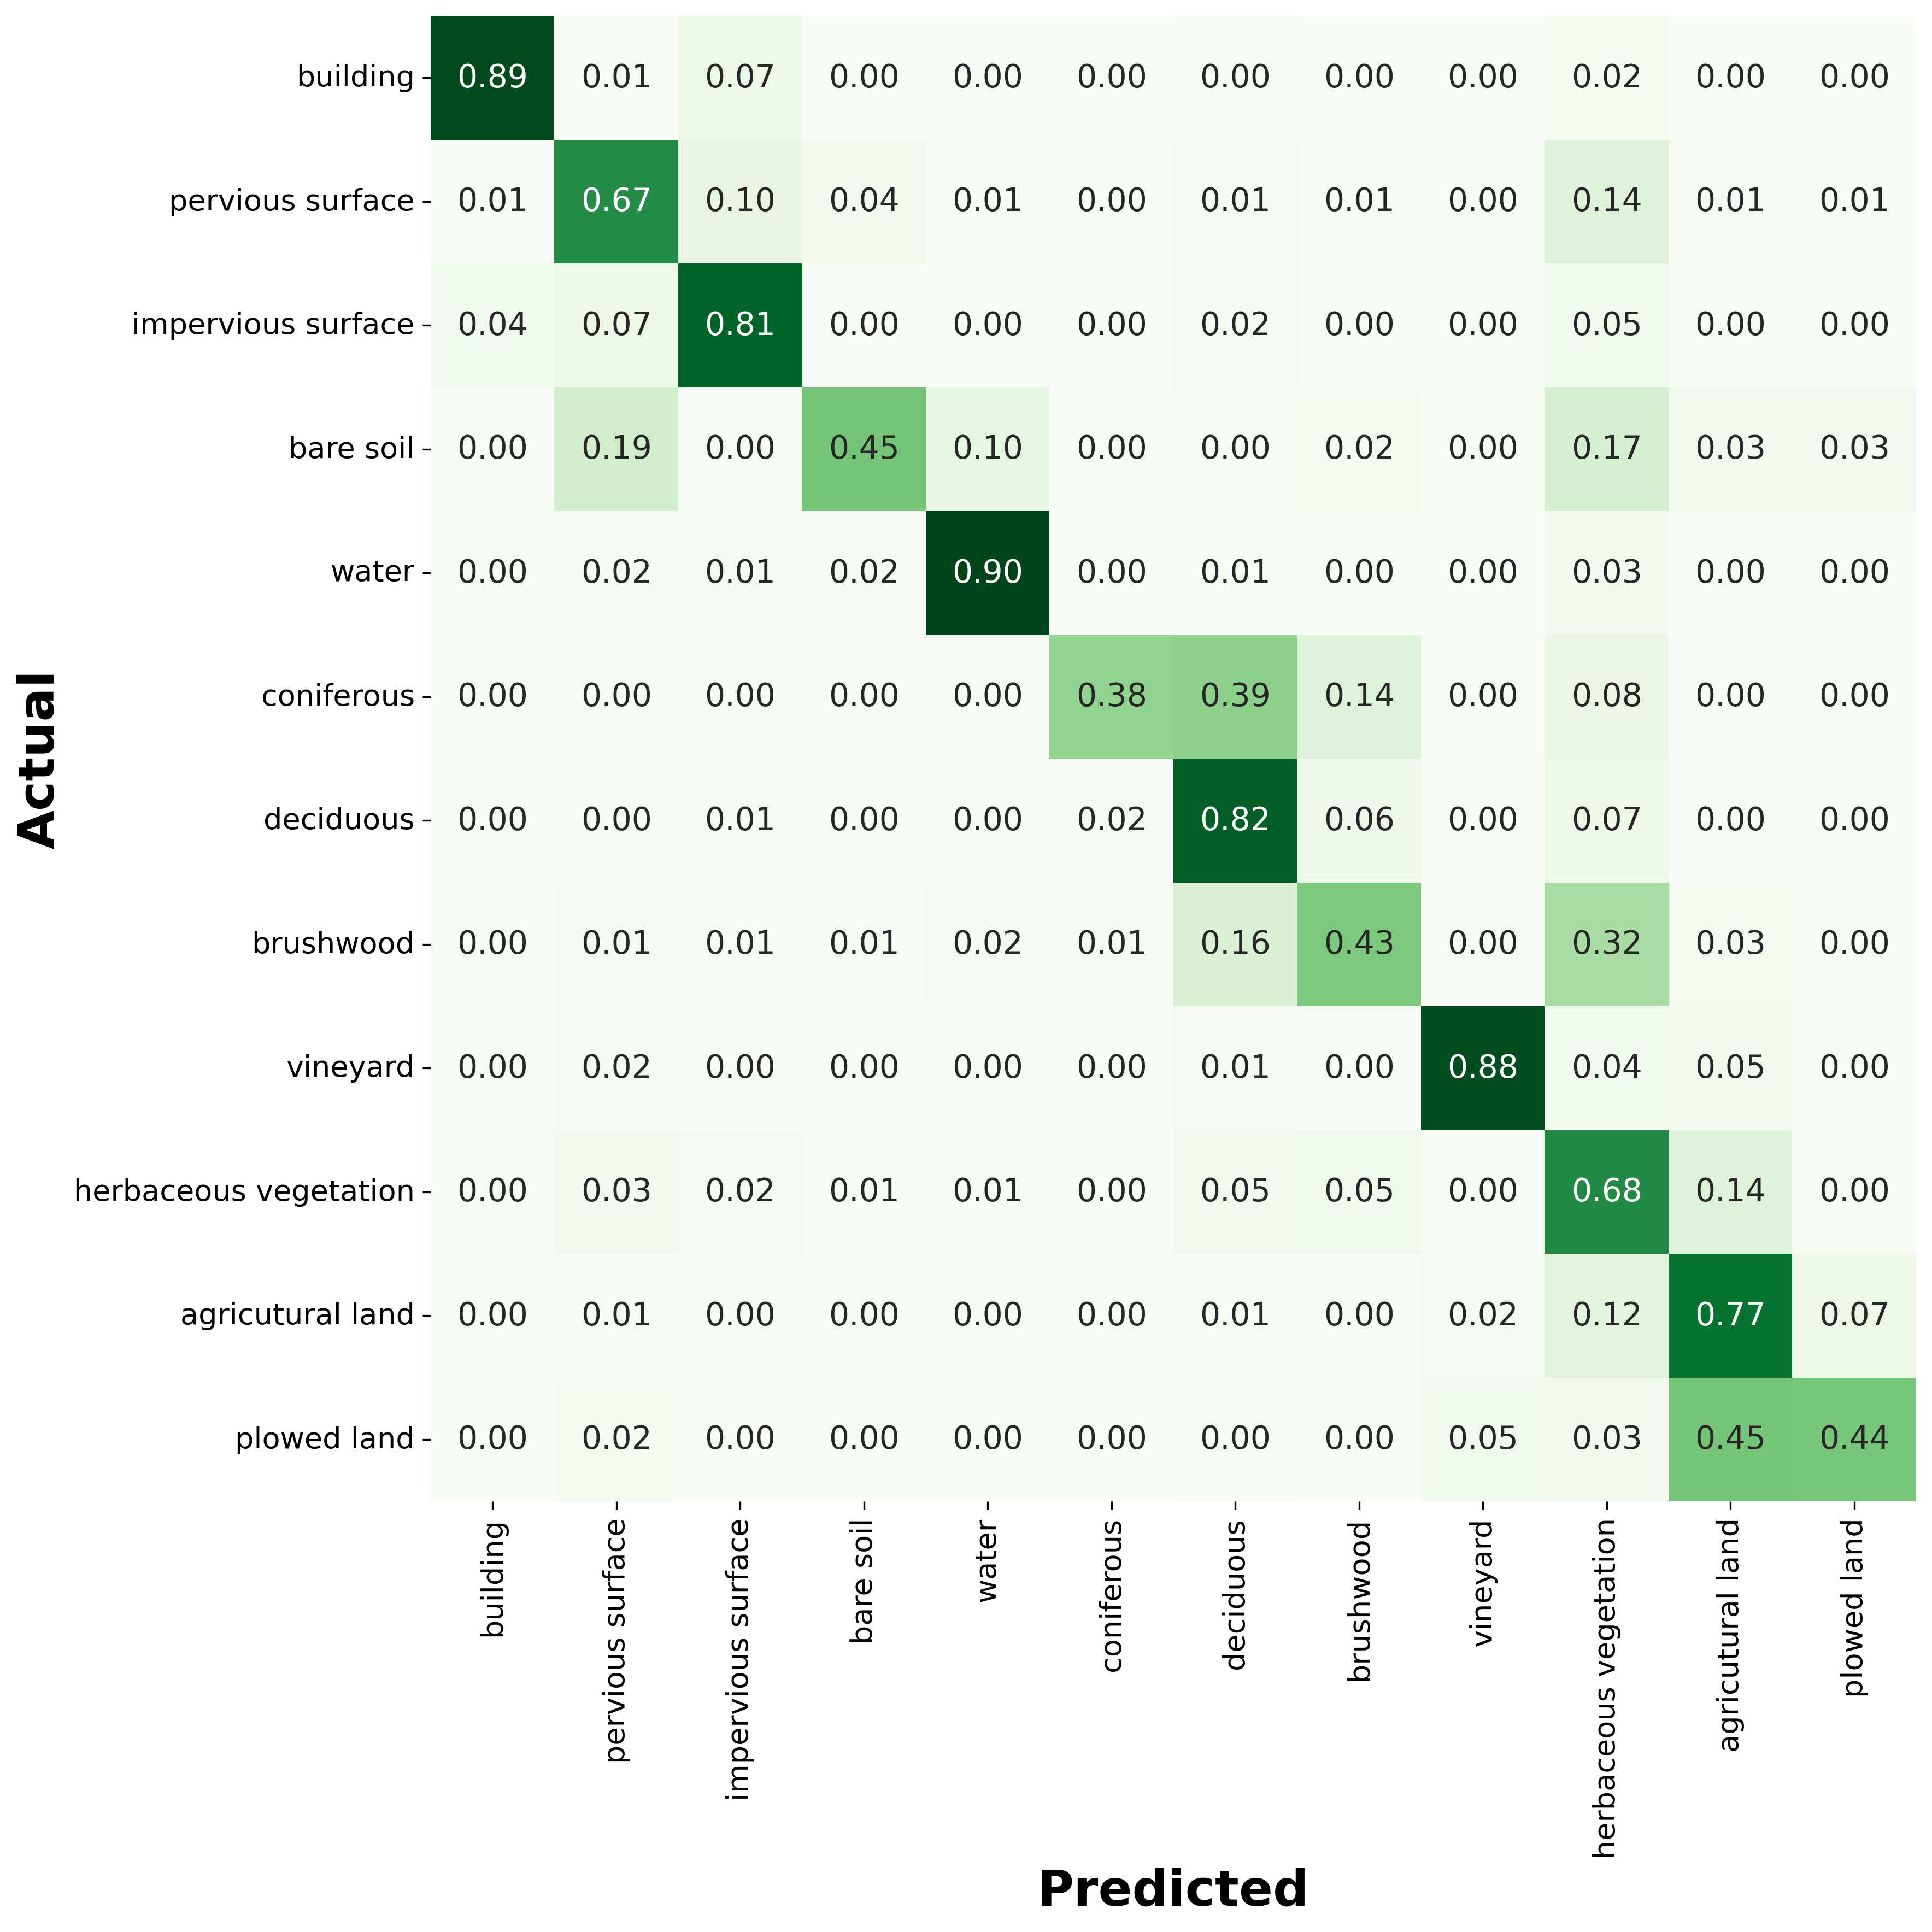 building 0.89 0.01 0.07 0.00 0.00 0.00 0.00 0.00 0.00 0.02 0.00 0.00
pervious surface 0.01 0.67 0.10 0.04 0.01 0.00 0.01 0.01 0.00 0.14 0.01 0.01
impervious surface 0.04 0.07 0.81 0.00 0.00 0.00 0.02 0.00 0.00 0.05 0.00 0.00
bare soil 0.00 0.19 0.00 0.45 0.10 0.00 0.00 0.02 0.00 0.17 0.03 0.03
water 0.00 0.02 0.01 0.02 0.90 0.00 0.01 0.00 0.00 0.03 0.00 0.00
coniferous 0.00 0.00 0.00 0.00 0.00 0.38 0.39 0.14 0.00 0.08 0.00 0.00
deciduous 0.00 0.00 0.01 0.00 0.00 0.02 0.82 0.06 0.00 0.07 0.00 0.00
brushwood 0.00 0.01 0.01 0.01 0.02 0.01 0.16 0.43 0.00 0.32 0.03 0.00
vineyard 0.00 0.02 0.00 0.00 0.00 0.00 0.01 0.00 0.88 0.04 0.05 0.00
herbaceous vegetation 0.00 0.03 0.02 0.01 0.01 0.00 0.05 0.05 0.00 0.68 0.14 0.00
agricutural land 0.00 0.01 0.00 0.00 0.00 0.00 0.01 0.00 0.02 0.12 0.77 0.07
plowed land 0.00 0.02 0.00 0.00 0.00 0.00 0.00 0.00 0.05 0.03 0.45 0.44
Actual
building
pervious surface
impervious surface
bare soil
water
coniferous
deciduous
brushwood
vineyard
herbaceous vegetation
agricutural land
plowed land
Predicted